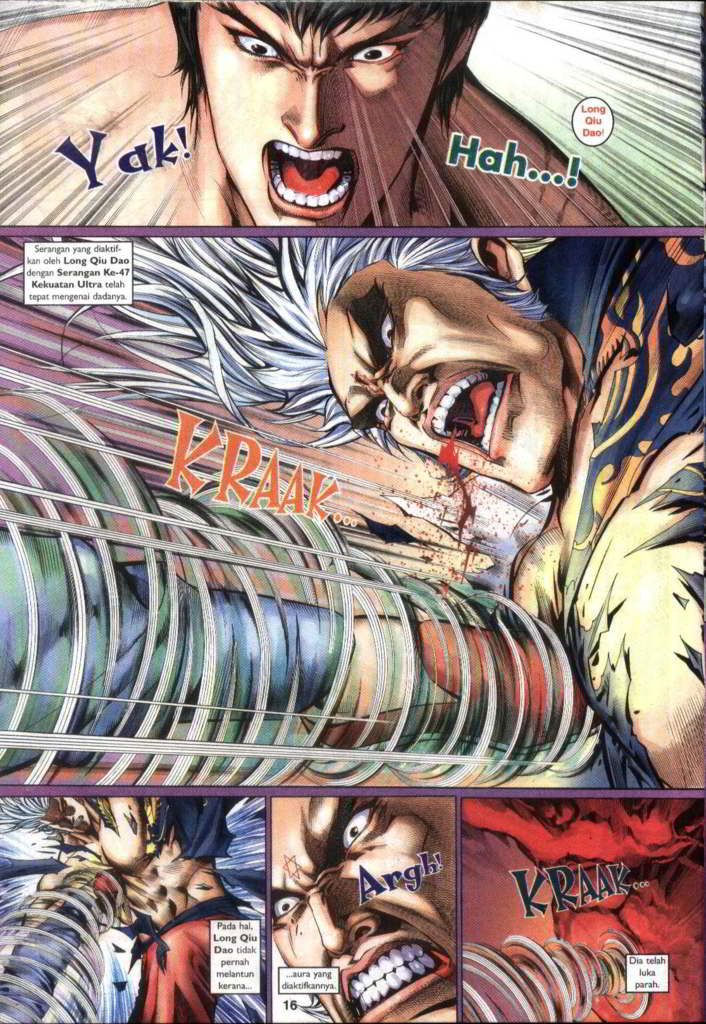 Long
Qiu
Dao!
Yak!
Hah...!
Serangan yang diaktif-
kan oleh Long Qiu Dao
dengan Serangan Ke-47
Kekuatan Ultra telah
tepat mengenai dadanya.
KRAAK...
Pada hal,
Long Qiu
Dao tidak
pernah
melantun
kerana...
Argh!
...aura yang
diaktifkannya.
16
KRAAK...
Dia telah
luka
parah.